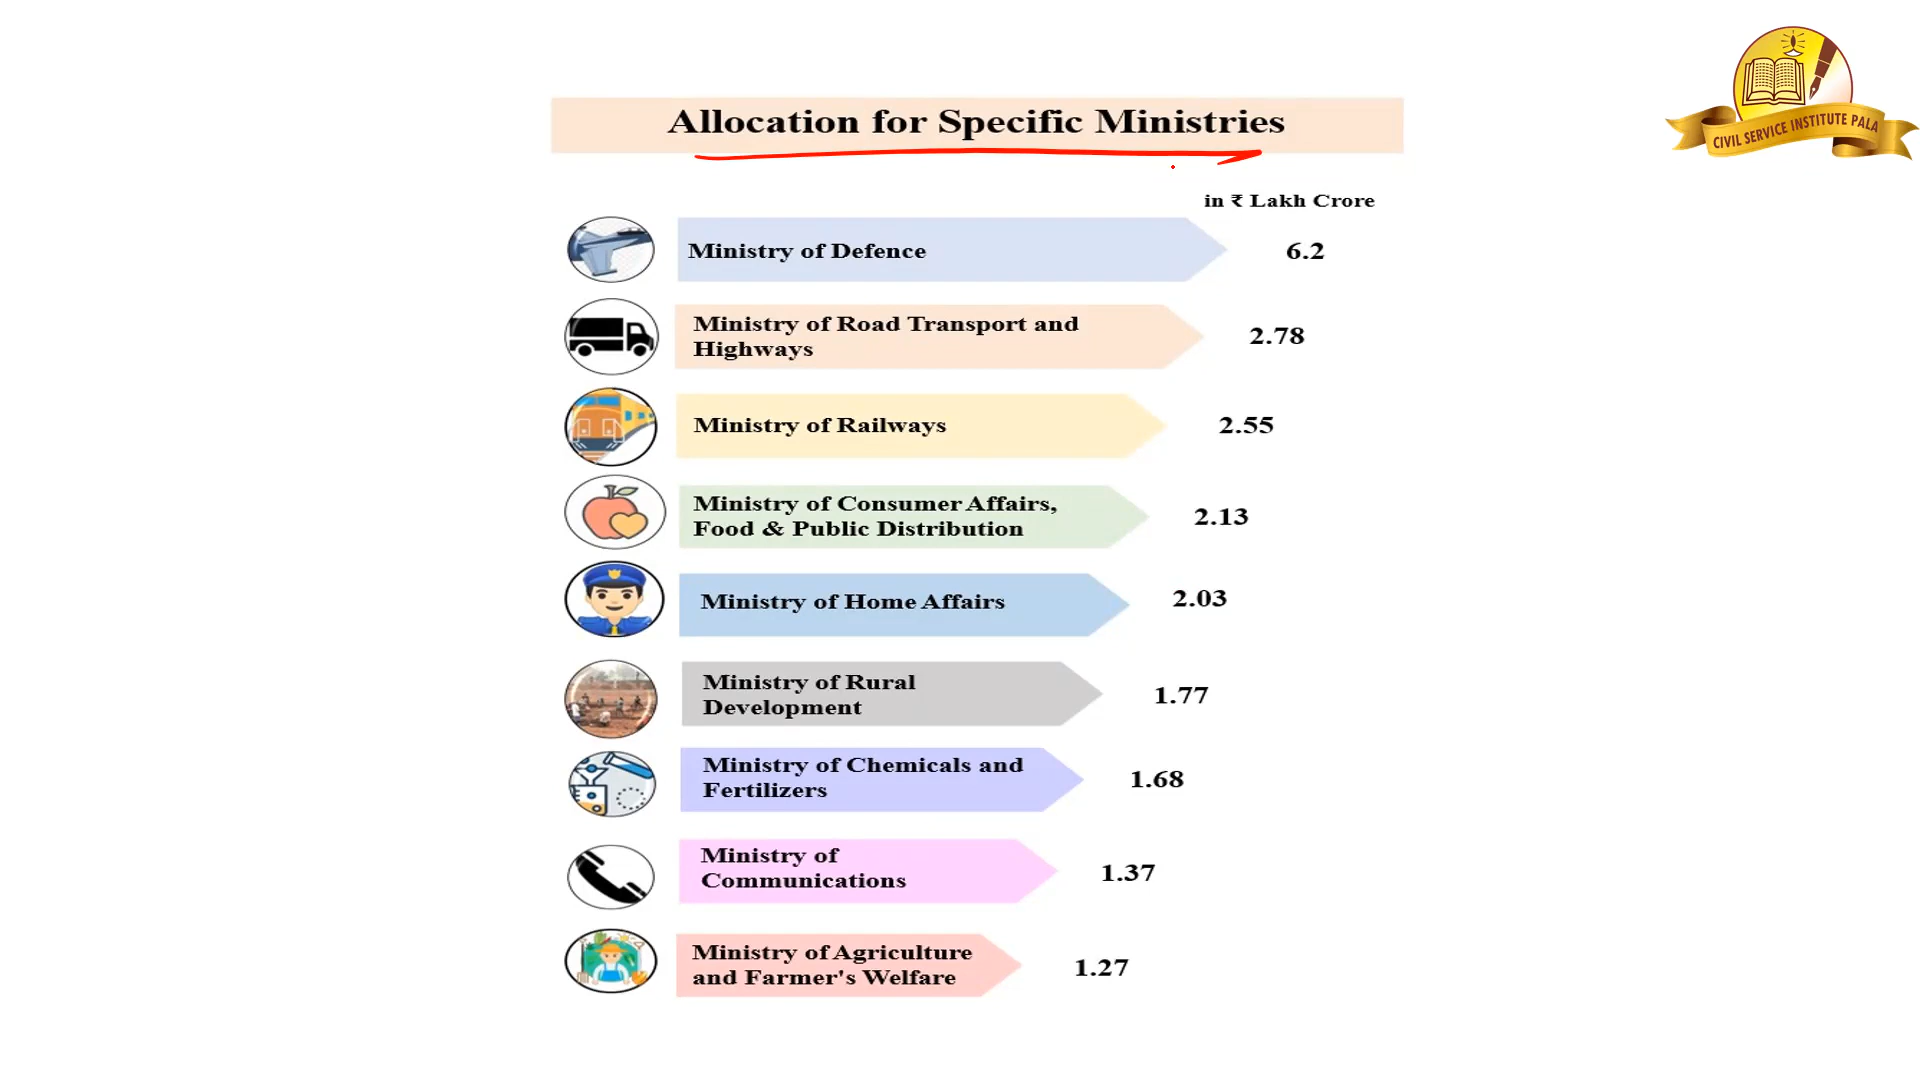 CIVIL SERVICE INSTITUTE PALA
Allocation for Specific Ministries
in ₹ Lakh Crore
Ministry of Defence
6.2
Ministry of Road Transport and
Highways
2.78
Ministry of Railways
2.55
Ministry of Consumer Affairs,
Food & Public Distribution
2.13
Ministry of Home Affairs
2.03
Ministry of Rural
Development
1.77
Ministry of Chemicals and
Fertilizers
1.68
Ministry of
Communications
1.37
Ministry of Agriculture
and Farmer's Welfare
1.27